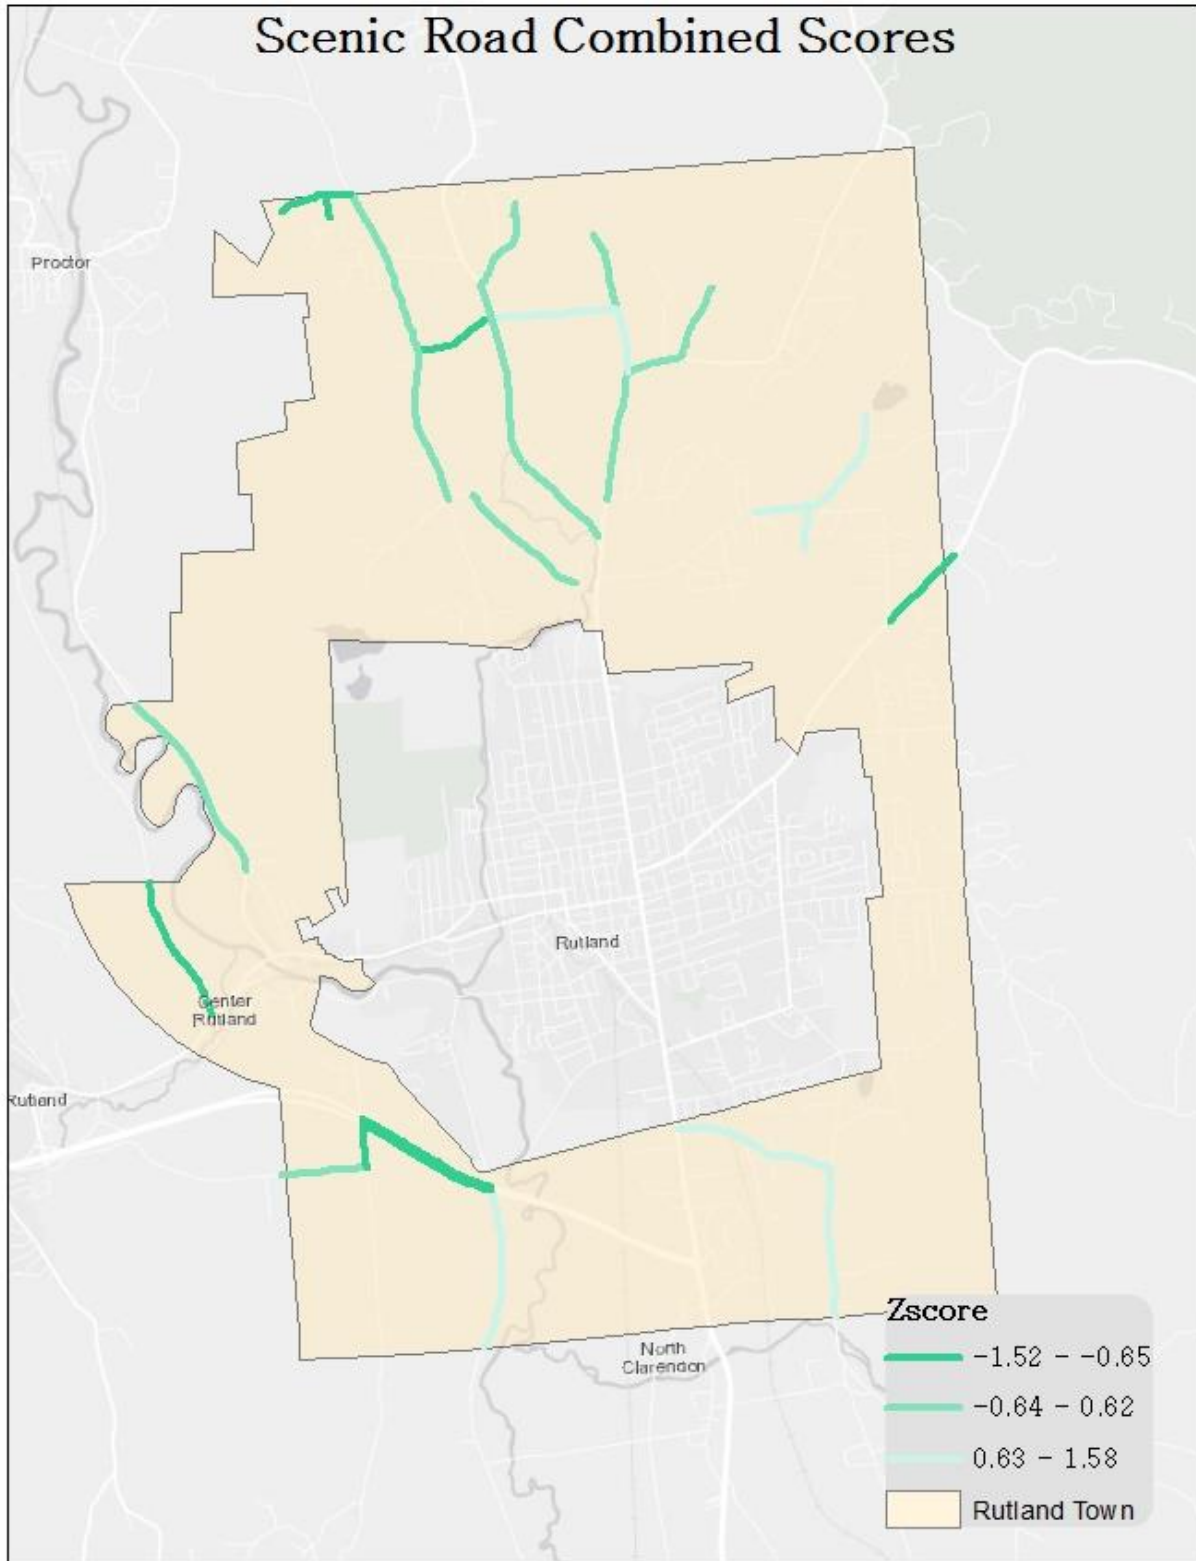 Scenic Road Combined Scores
Proctor
Rutland
Center
Rutland
Rutland
North
Clarendon
Zscore
-1.52 - -0.65
-0.64 - 0.62
0.63 - 1.58
Rutland Town